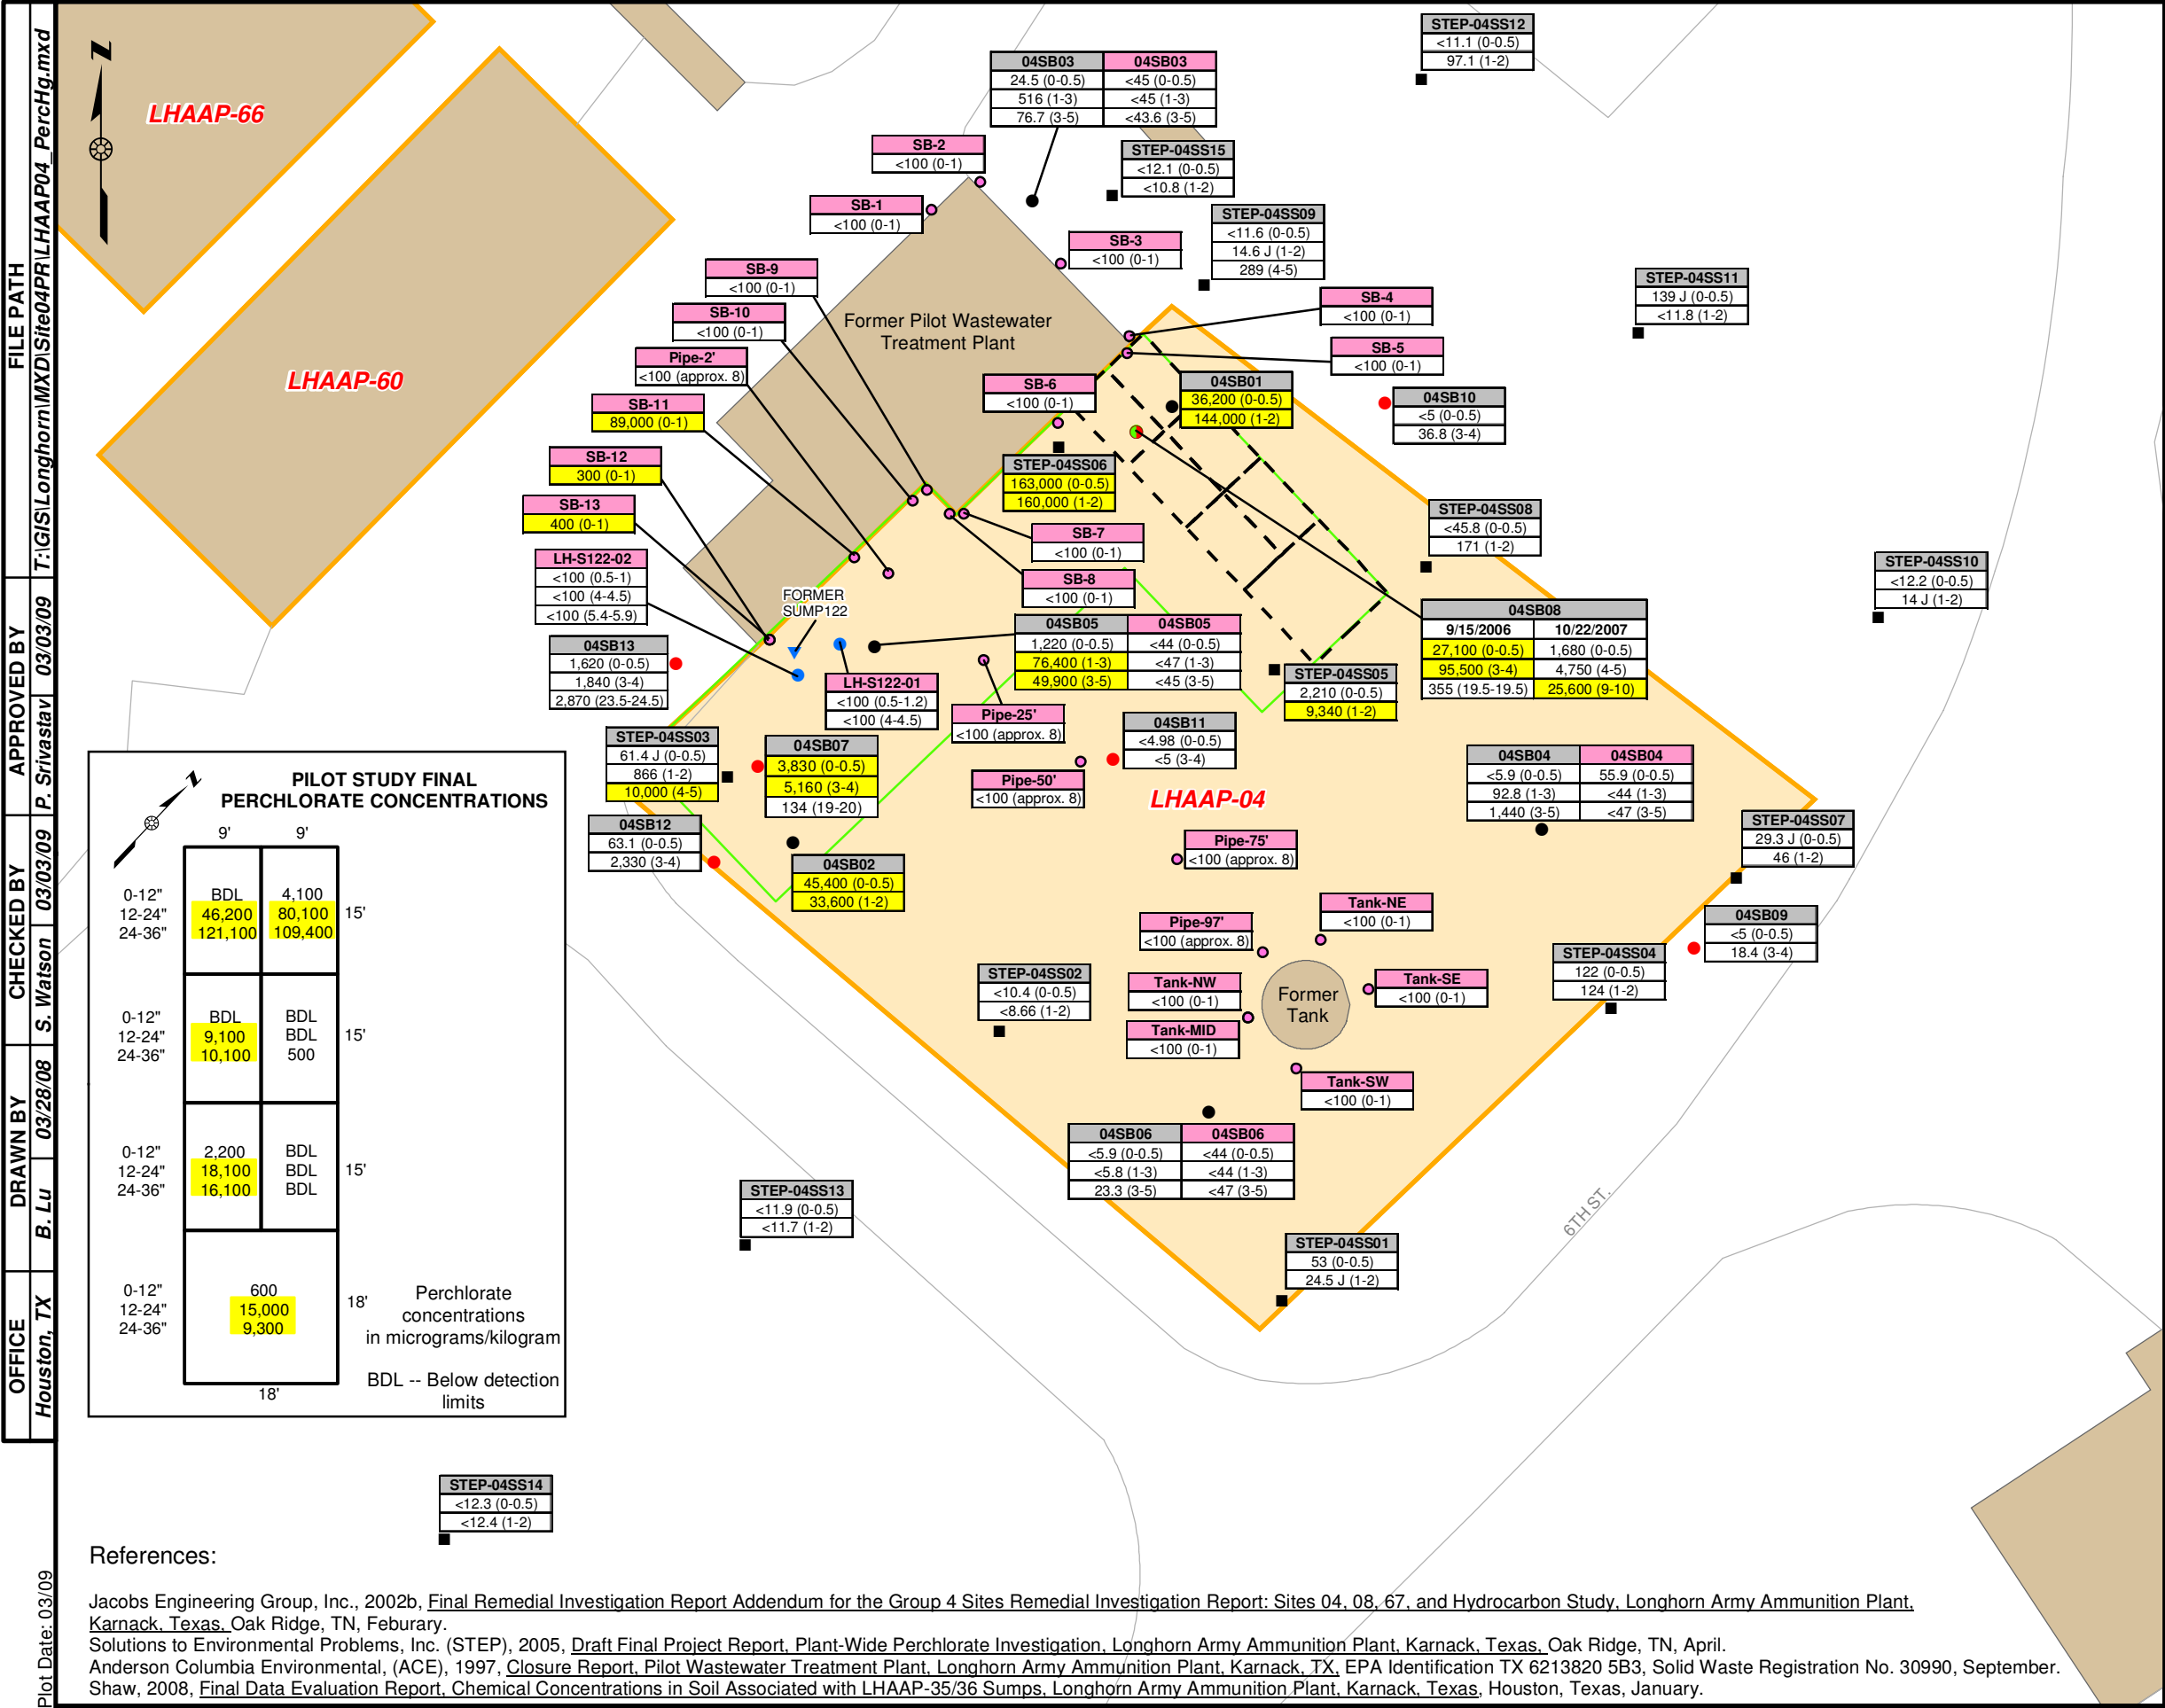 FILE PATH
T:\GIS\Longhorn\MXD\Site04PR\LHAAP04_PercHg.mxd
APPROVED BY
P. Srivastav 03/03/09
CHECKED BY
S. Watson 03/03/09
DRAWN BY
B. Lu 03/28/08
OFFICE
Houston, TX
Plot Date: 03/09
N
LHAAP-66
LHAAP-60
STEP-04SS12
<11.1 (0-0.5)
97.1 (1-2)
04SB03 04SB03
24.5 (0-0.5) <45 (0-0.5)
516 (1-3) <45 (1-3)
76.7 (3-5) <43.6 (3-5)
SB-2
<100 (0-1)
STEP-04SS15
<12.1 (0-0.5)
<10.8 (1-2)
SB-1
<100 (0-1)
STEP-04SS09
<11.6 (0-0.5)
14.6 J (1-2)
289 (4-5)
SB-3
<100 (0-1)
SB-9
<100 (0-1)
STEP-04SS11
139 J (0-0.5)
<11.8 (1-2)
SB-4
<100 (0-1)
SB-10
<100 (0-1)
Former Pilot Wastewater
Treatment Plant
SB-5
<100 (0-1)
Pipe-2'
<100 (approx. 8)
SB-6
<100 (0-1)
04SB01
36,200 (0-0.5)
144,000 (1-2)
04SB10
<5 (0-0.5)
36.8 (3-4)
SB-11
89,000 (0-1)
SB-12
300 (0-1)
STEP-04SS06
163,000 (0-0.5)
160,000 (1-2)
SB-13
400 (0-1)
STEP-04SS08
<45.8 (0-0.5)
171 (1-2)
SB-7
<100 (0-1)
LH-S122-02
<100 (0.5-1)
<100 (4-4.5)
<100 (5.4-5.9)
STEP-04SS10
<12.2 (0-0.5)
14 J (1-2)
SB-8
<100 (0-1)
FORMER
SUMP122
04SB08
9/15/2006 10/22/2007
27,100 (0-0.5) 1,680 (0-0.5)
95,500 (3-4) 4,750 (4-5)
355 (19.5-19.5) 25,600 (9-10)
04SB05 04SB05
1,220 (0-0.5) <44 (0-0.5)
76,400 (1-3) <47 (1-3)
49,900 (3-5) <45 (3-5)
04SB13
1,620 (0-0.5)
1,840 (3-4)
2,870 (23.5-24.5)
STEP-04SS05
2,210 (0-0.5)
9,340 (1-2)
LH-S122-01
<100 (0.5-1.2)
<100 (4-4.5)
Pipe-25'
<100 (approx. 8)
04SB11
<4.98 (0-0.5)
<5 (3-4)
STEP-04SS03
61.4 J (0-0.5)
866 (1-2)
10,000 (4-5)
04SB07
3,830 (0-0.5)
5,160 (3-4)
134 (19-20)
Pipe-50'
<100 (approx. 8)
LHAAP-04
04SB04 04SB04
<5.9 (0-0.5) 55.9 (0-0.5)
92.8 (1-3) <44 (1-3)
1,440 (3-5) <47 (3-5)
04SB12
63.1 (0-0.5)
2,330 (3-4)
STEP-04SS07
29.3 J (0-0.5)
46 (1-2)
Pipe-75'
<100 (approx. 8)
04SB02
45,400 (0-0.5)
33,600 (1-2)
Tank-NE
<100 (0-1)
Pipe-97'
<100 (approx. 8)
04SB09
<5 (0-0.5)
18.4 (3-4)
STEP-04SS04
122 (0-0.5)
124 (1-2)
STEP-04SS02
<10.4 (0-0.5)
<8.66 (1-2)
Tank-NW
<100 (0-1)
Tank-SE
<100 (0-1)
Former
Tank
Tank-MID
<100 (0-1)
Tank-SW
<100 (0-1)
04SB06 04SB06
<5.9 (0-0.5) <44 (0-0.5)
<5.8 (1-3) <44 (1-3)
23.3 (3-5) <47 (3-5)
STEP-04SS13
<11.9 (0-0.5)
<11.7 (1-2)
6TH ST.
STEP-04SS01
53 (0-0.5)
24.5 J (1-2)
STEP-04SS14
<12.3 (0-0.5)
<12.4 (1-2)
N
PILOT STUDY FINAL
PERCHLORATE CONCENTRATIONS
9' 9'
0-12" BDL 4,100
12-24" 46,200 80,100 15'
24-36" 121,100 109,400
0-12" BDL BDL
12-24" 9,100 BDL 15'
24-36" 10,100 500
0-12" 2,200 BDL
12-24" 18,100 BDL 15'
24-36" 16,100 BDL
0-12" 600
12-24" 15,000 18'
24-36" 9,300
18'
Perchlorate
concentrations
in micrograms/kilogram
BDL -- Below detection
limits
References:
Jacobs Engineering Group, Inc., 2002b, Final Remedial Investigation Report Addendum for the Group 4 Sites Remedial Investigation Report: Sites 04, 08, 67, and Hydrocarbon Study, Longhorn Army Ammunition Plant,
Karnack, Texas, Oak Ridge, TN, Feburary.
Solutions to Environmental Problems, Inc. (STEP), 2005, Draft Final Project Report, Plant-Wide Perchlorate Investigation, Longhorn Army Ammunition Plant, Karnack, Texas, Oak Ridge, TN, April.
Anderson Columbia Environmental, (ACE), 1997, Closure Report, Pilot Wastewater Treatment Plant, Longhorn Army Ammunition Plant, Karnack, TX, EPA Identification TX 6213820 5B3, Solid Waste Registration No. 30990, September.
Shaw, 2008, Final Data Evaluation Report, Chemical Concentrations in Soil Associated with LHAAP-35/36 Sumps, Longhorn Army Ammunition Plant, Karnack, Texas, Houston, Texas, January.